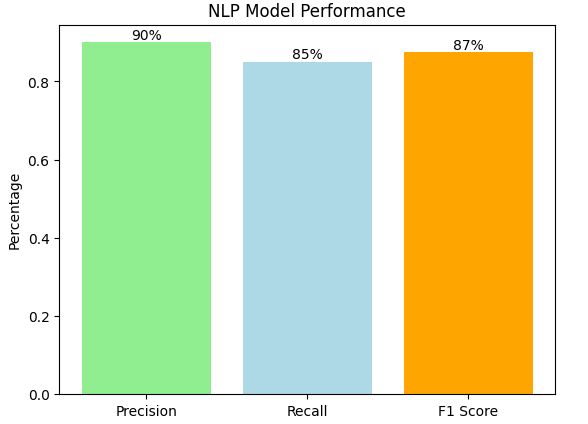 NLP Model Performance
90%
85%
87%
Percentage
0.8
0.6
0.4
0.2
0.0
Precision
Recall
F1 Score